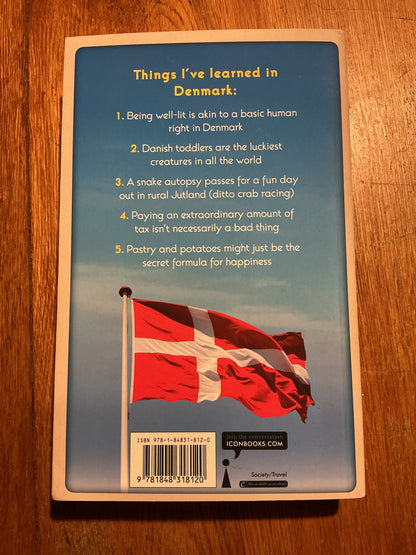 Things I've learned in
Denmark:
1. Being well-lit is akin to a basic human
right in Denmark
2. Danish toddlers are the luckiest
creatures in all the world
3. A snake autopsy passes for a fun day
out in rural Jutland (ditto crab racing)
4. Paying an extraordinary amount of
tax isn't necessarily a bad thing
5. Pastry and potatoes might just be the
secret formula for happiness
ISBN 978-1-84831-812-0
9 781848 318120
Join the conversation
ICONBOOKS.COM
Society/Travel